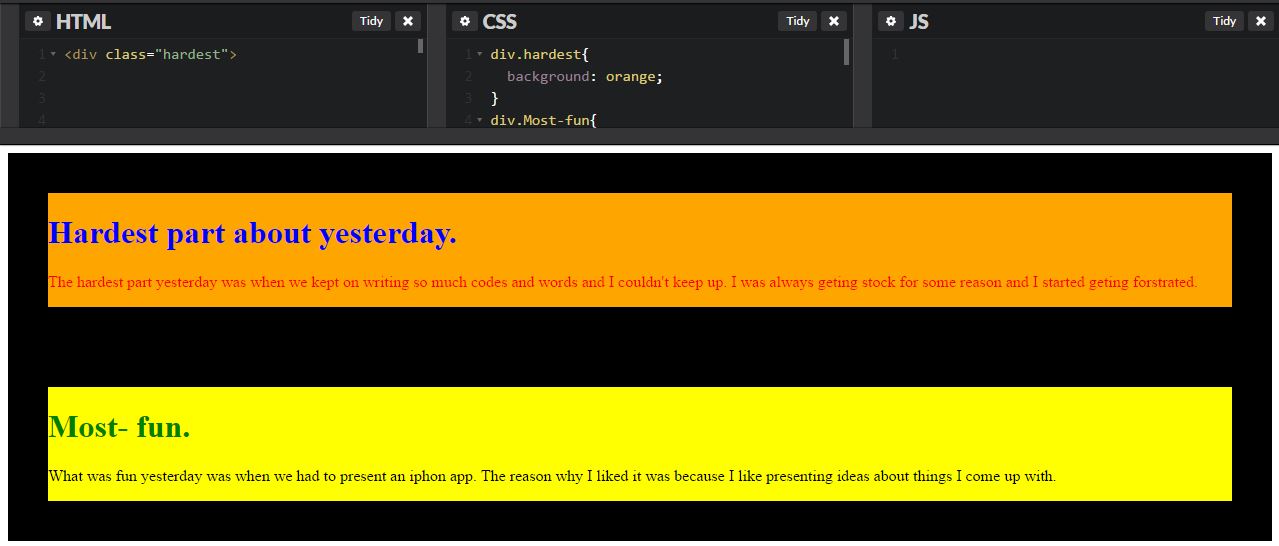 HTML Tidy CSS Tidy JS Tidy
1 <div class="hardest">
2
3
4
1 div.hardest{
2 background: orange;
3 }
4 div.Most-fun{
1
Hardest part about yesterday.
The hardest part yesterday was when we kept on writing so much codes and words and I couldn't keep up. I was always geting stock for some reason and I started geting forstrated.
Most- fun.
What was fun yesterday was when we had to present an iphon app. The reason why I liked it was because I like presenting ideas about things I come up with.